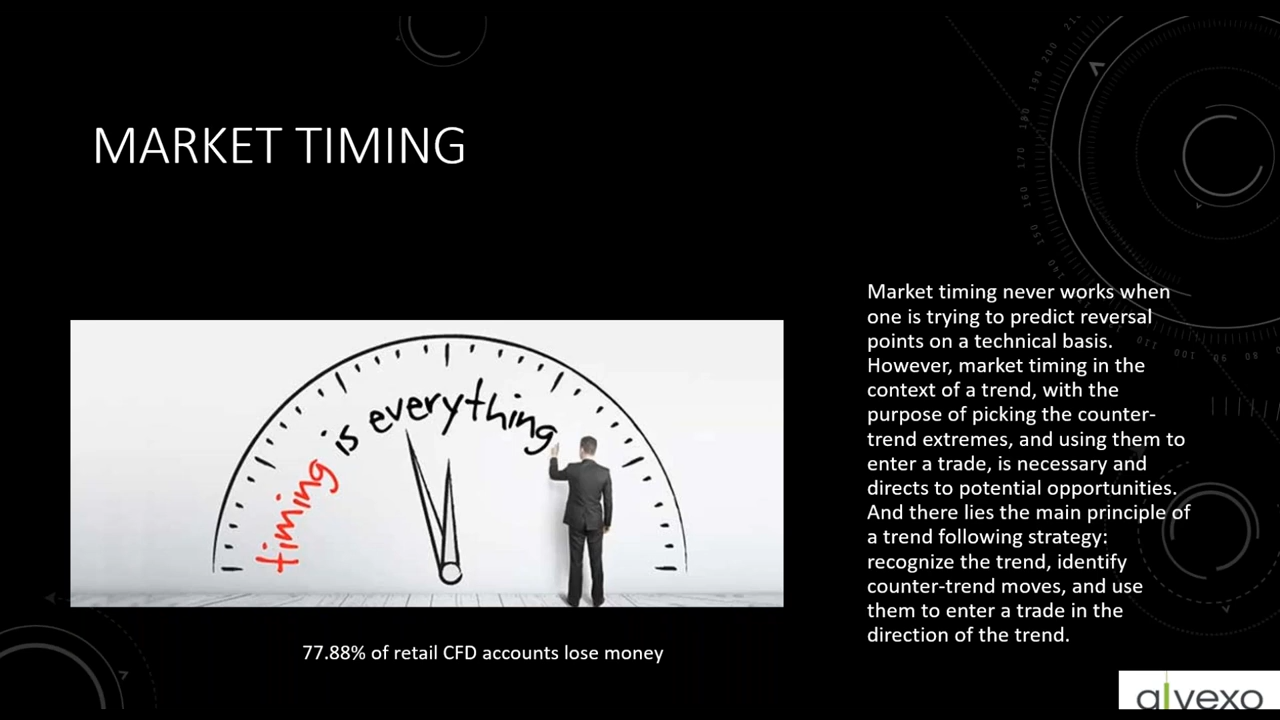 MARKET TIMING
timing is everything
77.88% of retail CFD accounts lose money
Market timing never works when
one is trying to predict reversal
points on a technical basis.
However, market timing in the
context of a trend, with the
purpose of picking the counter-
trend extremes, and using them to
enter a trade, is necessary and
directs to potential opportunities.
And there lies the main principle of
a trend following strategy:
recognize the trend, identify
counter-trend moves, and use
them to enter a trade in the
direction of the trend.
alvexo